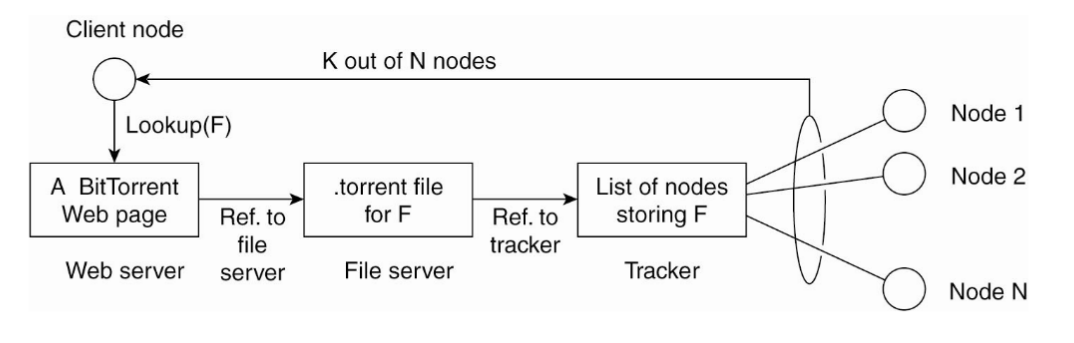 Client node
K out of N nodes
Lookup(F)
A BitTorrent
Web page
Web server
Ref. to
file
server
.torrent file
for F
File server
Ref. to
tracker
List of nodes
storing F
Tracker
Node 1
Node 2
Node N